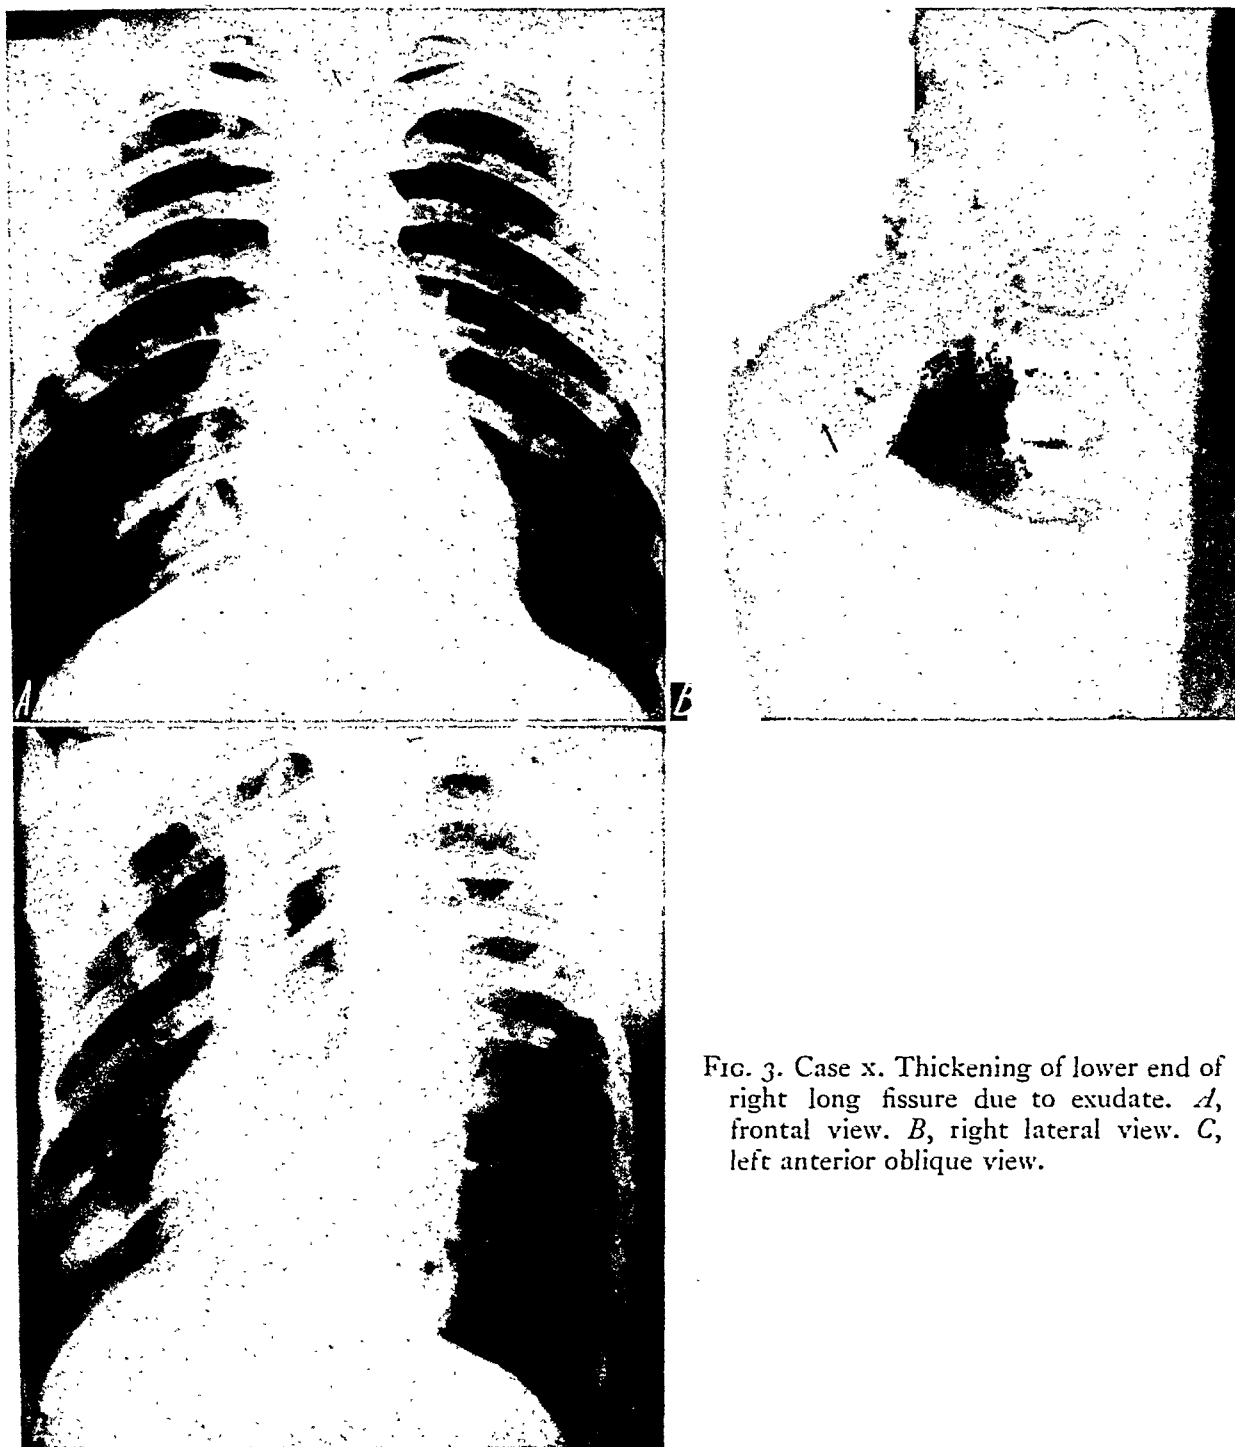 A
B
FIG. 3. Case x. Thickening of lower end of
right long fissure due to exudate. A,
frontal view. B, right lateral view. C,
left anterior oblique view.